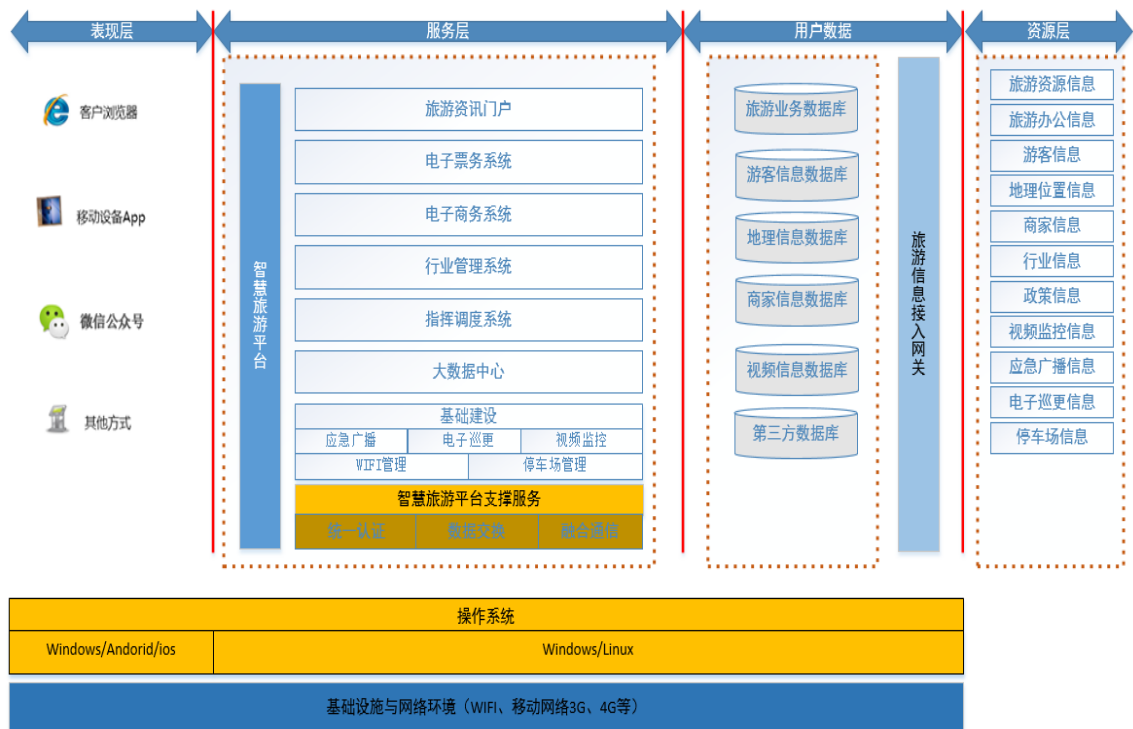 表现层
服务层
用户数据
资源层
客户浏览器
移动设备App
微信公众号
其他方式
智慧旅游平台
旅游资讯门户
电子票务系统
电子商务系统
行业管理系统
指挥调度系统
大数据中心
基础建设
应急广播
电子巡更
视频监控
WIFI管理
停车场管理
智慧旅游平台支撑服务
统一认证
数据交换
融合通信
旅游业务数据库
游客信息数据库
地理信息数据库
商家信息数据库
视频信息数据库
第三方数据库
旅游信息接入网关
旅游资源信息
旅游办公信息
游客信息
地理位置信息
商家信息
行业信息
政策信息
视频监控信息
应急广播信息
电子巡更信息
停车场信息
操作系统
Windows/Andorid/ios
Windows/Linux
基础设施与网络环境（WIFI、移动网络3G、4G等）